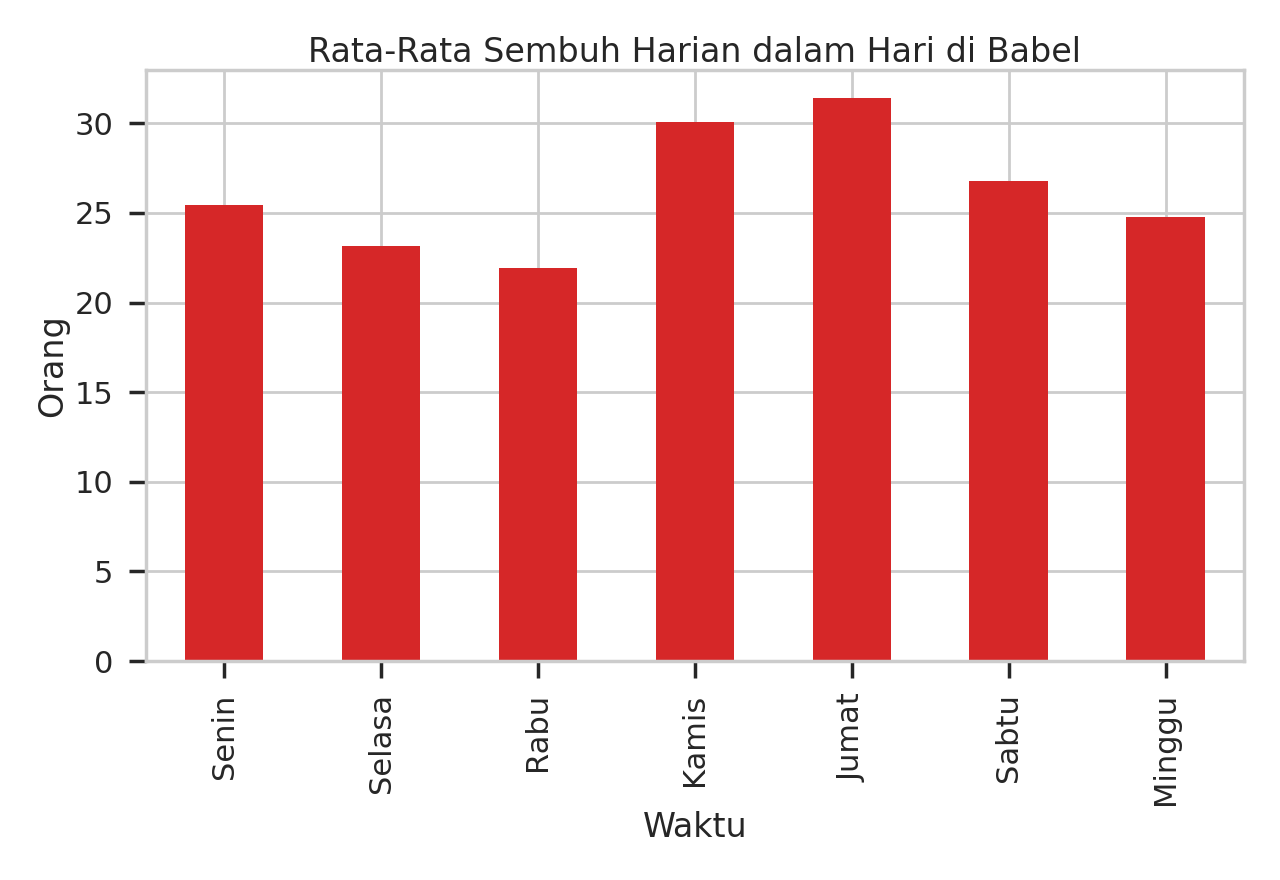 Rata-Rata Sembuh Harian dalam Hari di Babel
30
25
20
15
10
5
0
Orang
Senin
Selasa
Rabu
Kamis
Jumat
Sabtu
Minggu
Waktu